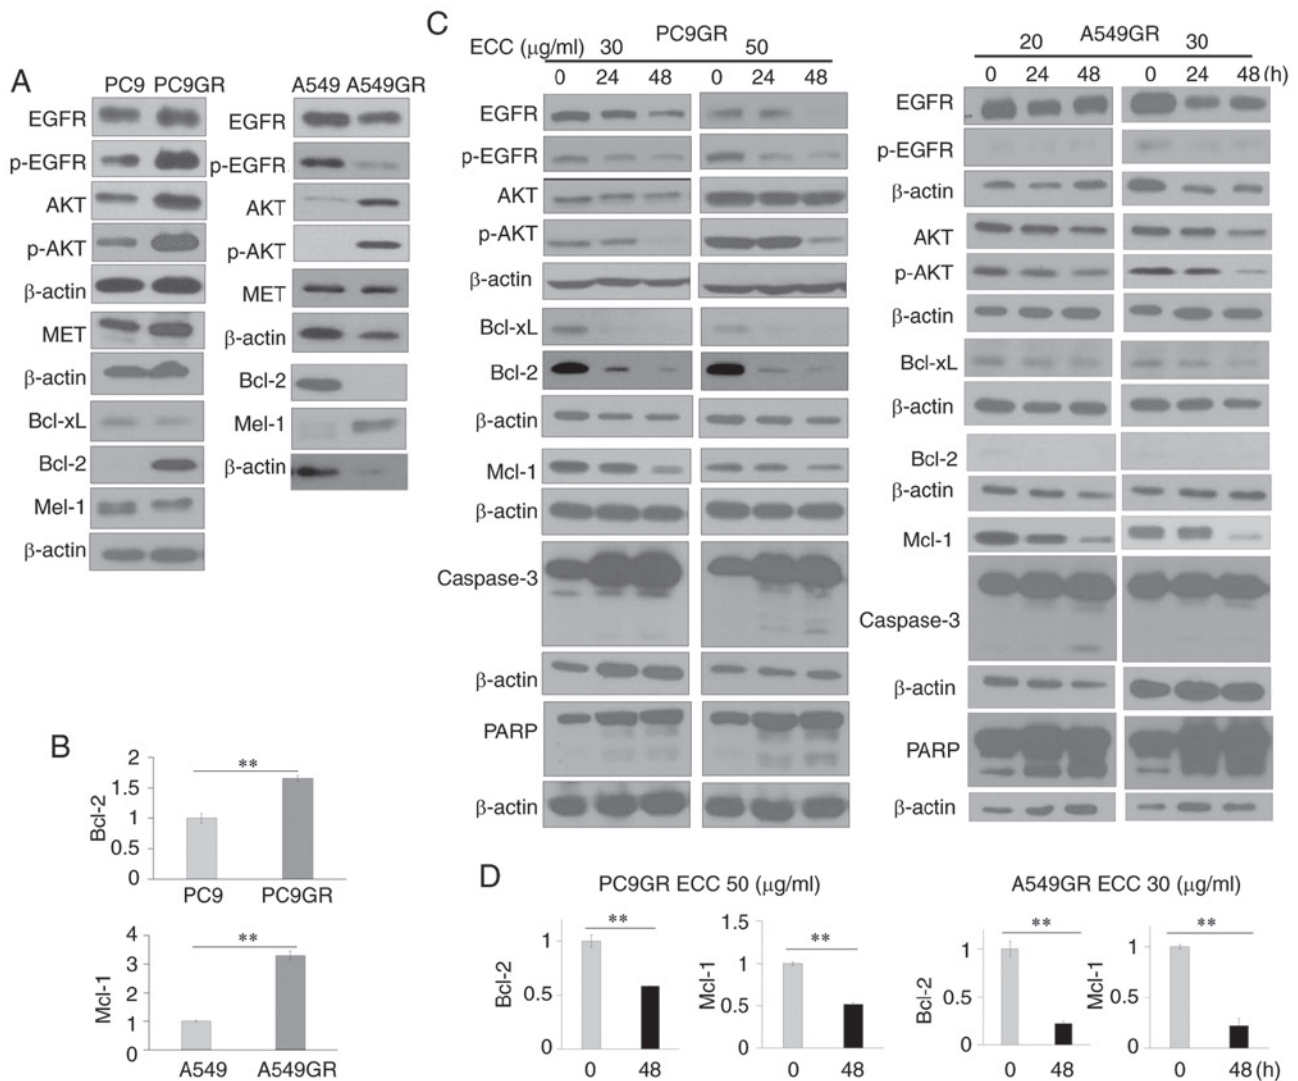 A
PC9 PC9GR
EGFR
p-EGFR
AKT
p-AKT
β-actin
MET
β-actin
Bcl-xL
Bcl-2
Mel-1
β-actin
A549 A549GR
EGFR
p-EGFR
AKT
p-AKT
MET
β-actin
Bcl-2
Mel-1
β-actin
B
Bcl-2
2
1.5
1
0.5
0
**
PC9 PC9GR
Mcl-1
4
3
2
1
0
**
A549 A549GR
C
PC9GR
ECC (μg/ml) 30 50
0 24 48 0 24 48
EGFR
p-EGFR
AKT
p-AKT
β-actin
Bcl-xL
Bcl-2
β-actin
Mcl-1
β-actin
Caspase-3
β-actin
PARP
β-actin
A549GR
20 30
0 24 48 0 24 48 (h)
EGFR
p-EGFR
β-actin
AKT
p-AKT
β-actin
Bcl-xL
β-actin
Bcl-2
β-actin
Mcl-1
Caspase-3
β-actin
PARP
β-actin
D
PC9GR ECC 50 (μg/ml)
Bcl-2
1
0.5
0
**
0 48
Mcl-1
1.5
1
0.5
0
**
0 48
A549GR ECC 30 (μg/ml)
Bcl-2
1
0.5
0
**
0 48
Mcl-1
1
0.5
0
**
0 48 (h)